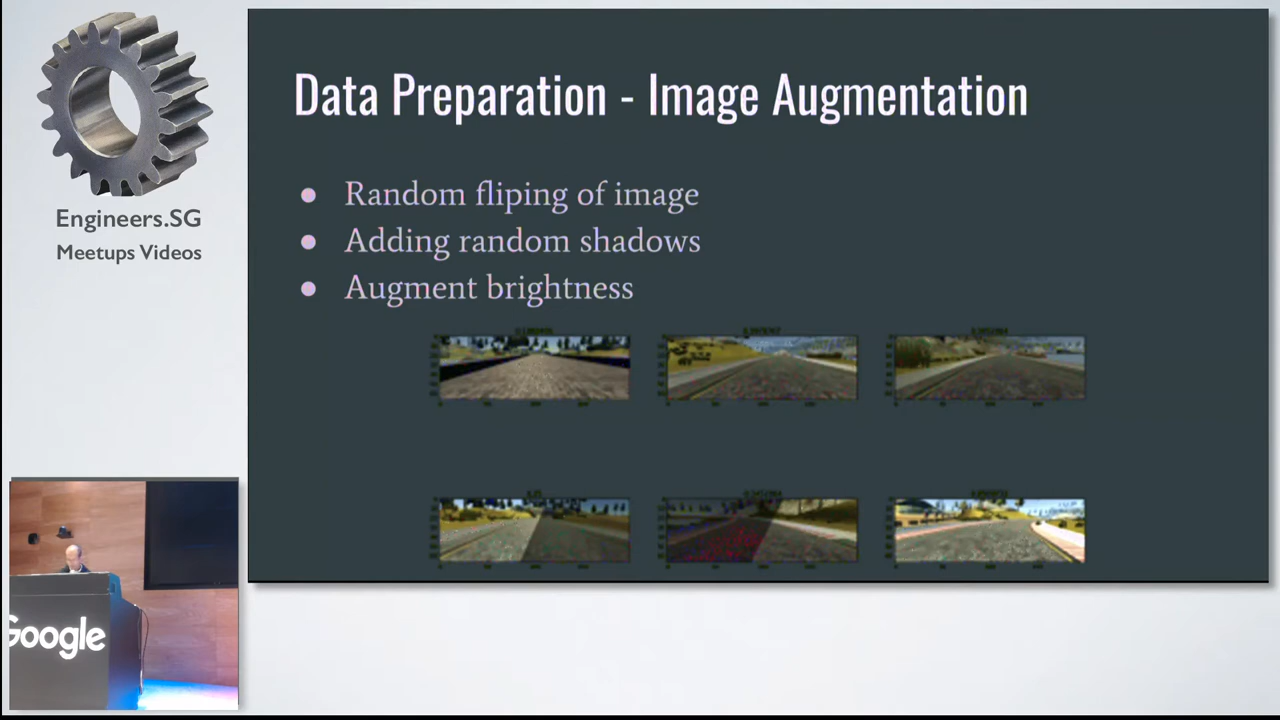 Engineers.SG
Meetups Videos
Data Preparation - Image Augmentation
● Random fliping of image
● Adding random shadows
● Augment brightness
Google